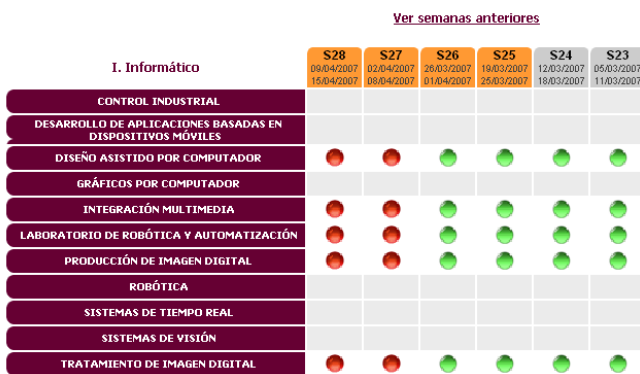 Ver semanas anteriores
I. Informático
S28 S27 S26 S25 S24 S23
09/04/2007 02/04/2007 26/03/2007 19/03/2007 12/03/2007 05/03/2007
15/04/2007 08/04/2007 01/04/2007 25/03/2007 18/03/2007 11/03/2007
CONTROL INDUSTRIAL
DESARROLLO DE APLICACIONES BASADAS EN
DISPOSITIVOS MÓVILES
DISEÑO ASISTIDO POR COMPUTADOR
GRÁFICOS POR COMPUTADOR
INTEGRACIÓN MULTIMEDIA
LABORATORIO DE ROBÓTICA Y AUTOMATIZACIÓN
PRODUCCIÓN DE IMAGEN DIGITAL
ROBÓTICA
SISTEMAS DE TIEMPO REAL
SISTEMAS DE VISIÓN
TRATAMIENTO DE IMAGEN DIGITAL